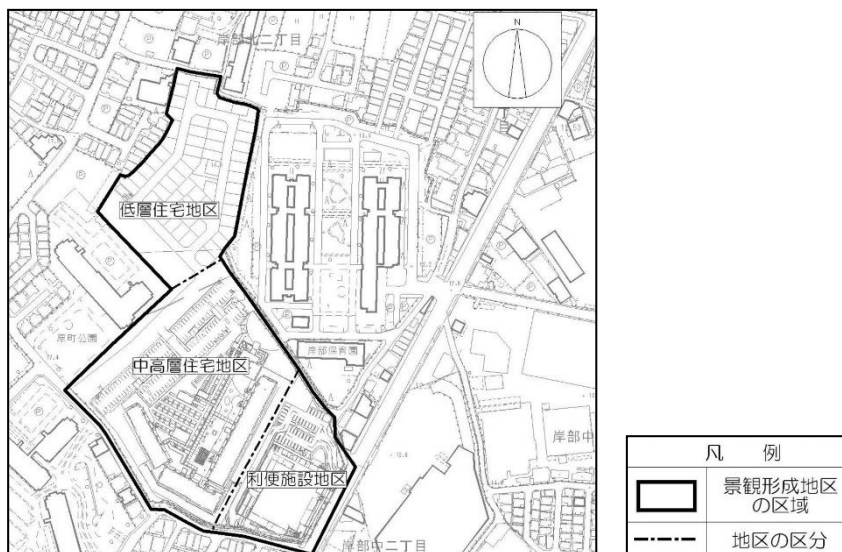 岸部北二丁目
N
低層住宅地区
原町公園
中高層住宅地区
岸部保育園
利便施設地区
岸部中
岸部中二丁目
凡 例
景観形成地区
の区域
地区の区分